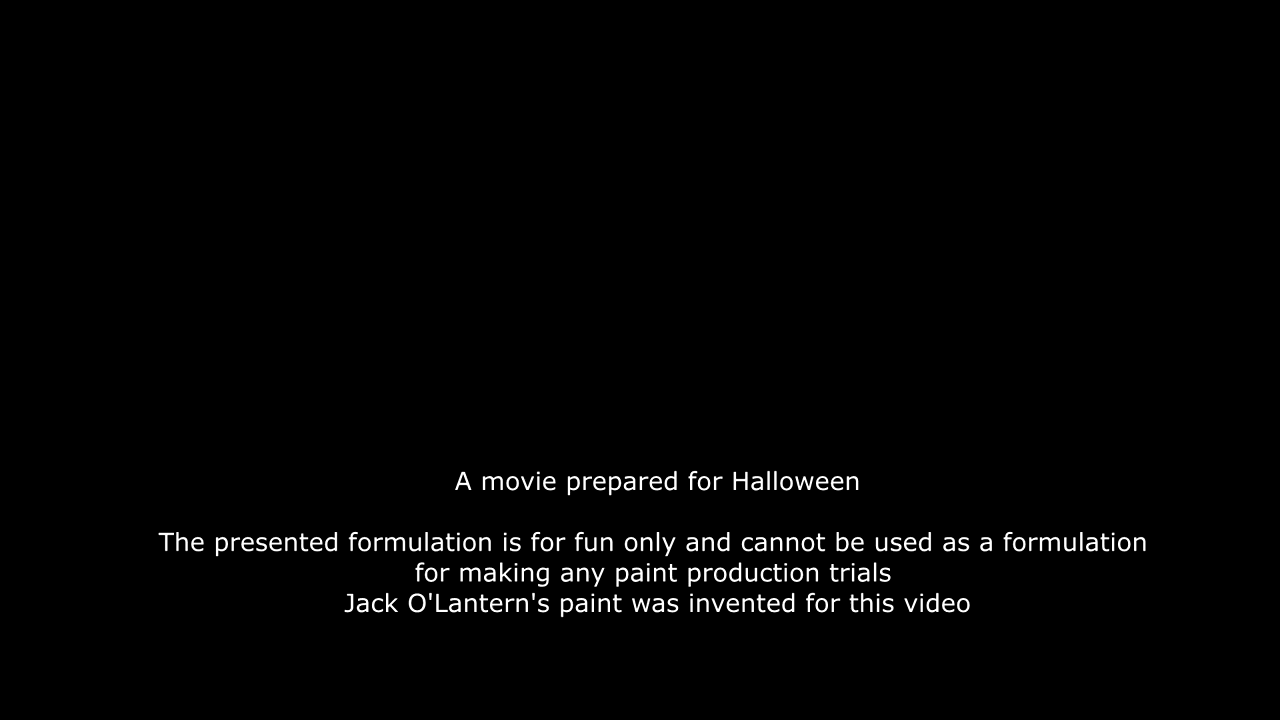 A movie prepared for Halloween
The presented formulation is for fun only and cannot be used as a formulation
for making any paint production trials
Jack O'Lantern's paint was invented for this video